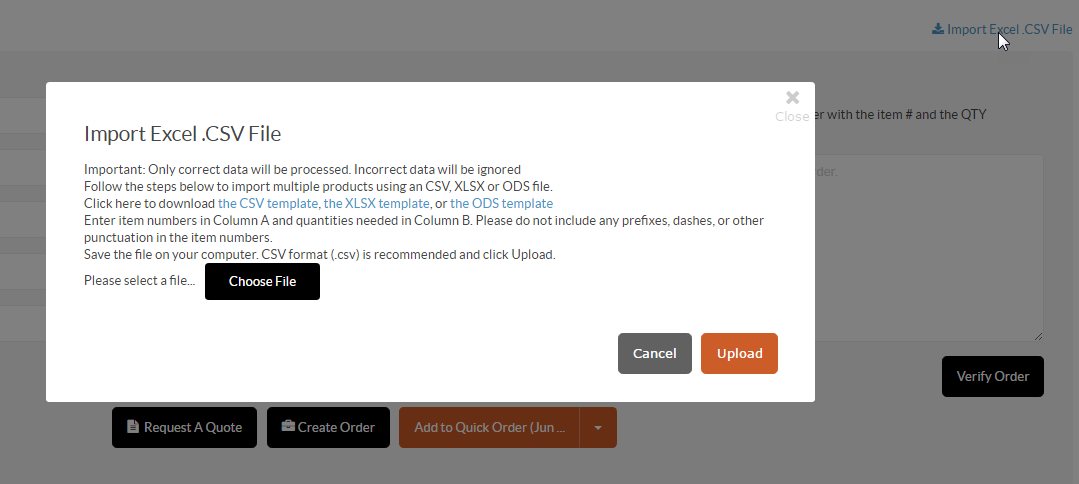 Import Excel .CSV File
Close
er with the item # and the QTY
Import Excel .CSV File
Important: Only correct data will be processed. Incorrect data will be ignored
der.
Follow the steps below to import multiple products using an CSV, XLSX or ODS file.
Click here to download the CSV template, the XLSX template, or the ODS template
Enter item numbers in Column A and quantities needed in Column B. Please do not include any prefixes, dashes, or other
punctuation in the item numbers.
Save the file on your computer. CSV format (.csv) is recommended and click Upload.
Please select a file... Choose File
Cancel Upload
Verify Order
Request A Quote Create Order Add to Quick Order (Jun ...